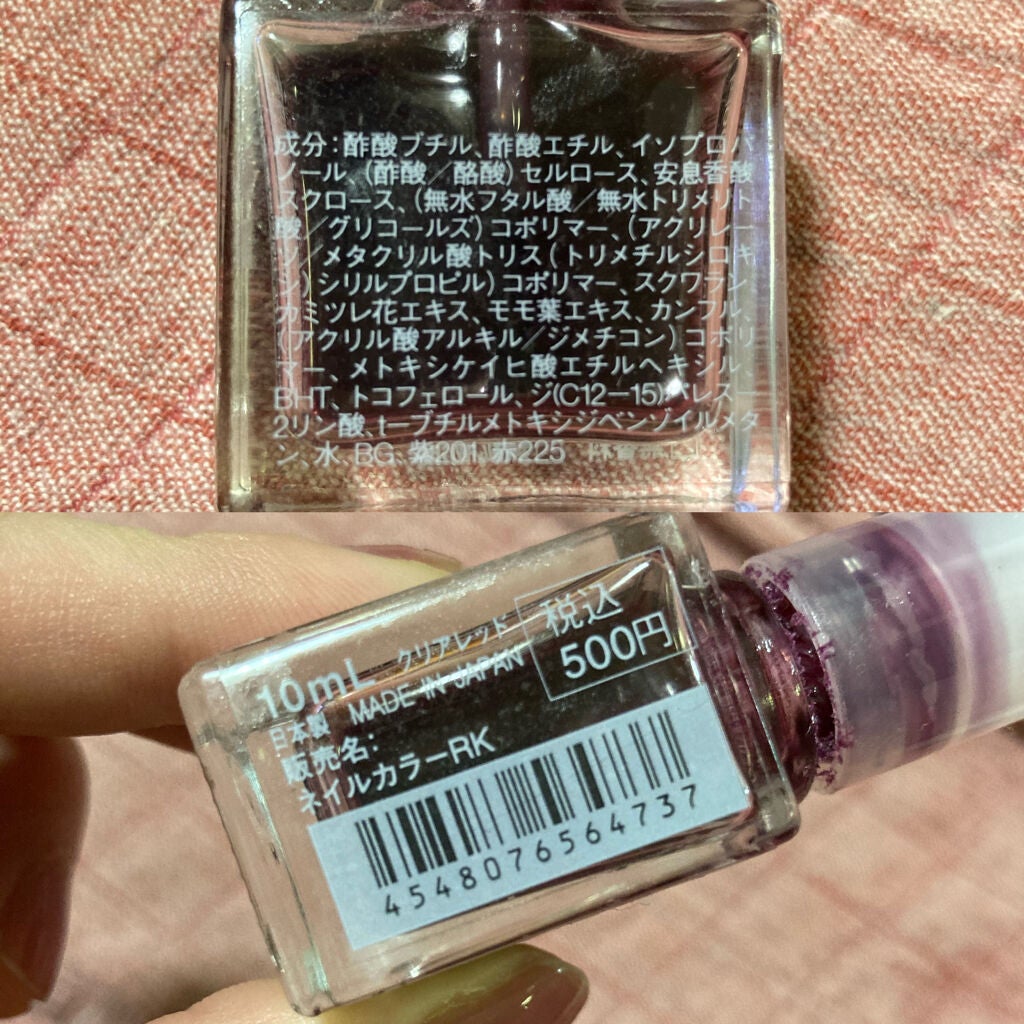 成分:酢酸ブチル、酢酸エチル、イソプロパ
ノール、(酢酸/酪酸)セルロース、安息香酸
スクロース、(無水フタル酸/無水トリメリト
酸/グリコールズ)コポリマー、(アクリレー
ツ/メタクリル酸トリス(トリメチルシロキ
シ)シリルプロピル)コポリマー、スクワラン、
カミツレ花エキス、モモ葉エキス、カンフル、
(アクリル酸アルキル/ジメチコン)コポリ
マー、メトキシケイヒ酸エチルヘキシル、
BHT、トコフェロール、ジ(C12-15)パレス-
2リン酸、t-ブチルメトキシジベンゾイルメタ
ン、水、BG、紫201、赤225
10mL クリアレッド
日本製 MADE IN JAPAN
税込
500円
販売名:
ネイルカラーRK
4548076564737